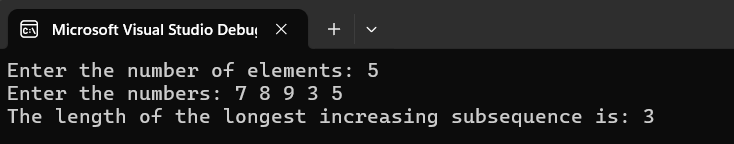 Microsoft Visual Studio Debug
Enter the number of elements: 5
Enter the numbers: 7 8 9 3 5
The length of the longest increasing subsequence is: 3